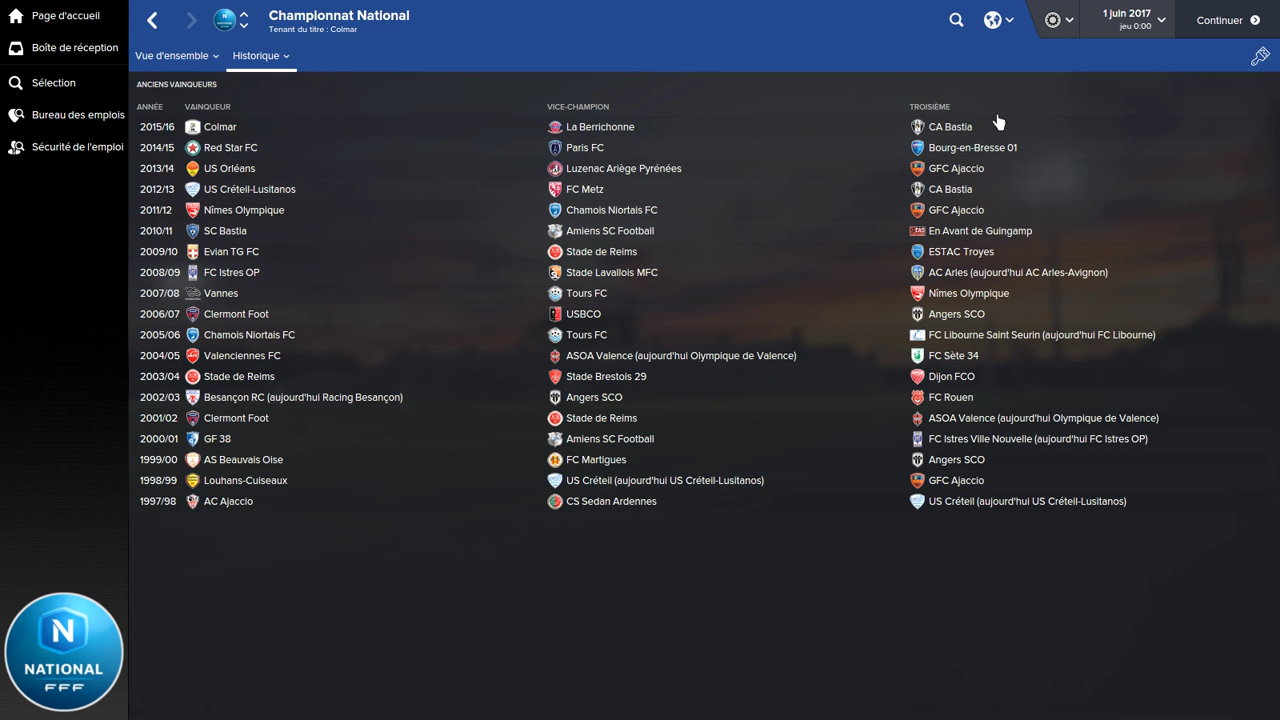 Page d'accueil
Boîte de réception
Sélection
Bureau des emplois
Sécurité de l'emploi
NATIONAL
Championnat National
Tenant du titre : Colmar
1 juin 2017
jeu 0:00
Continuer
Vue d'ensemble Historique
ANCIENS VAINQUEURS
ANNÉE VAINQUEUR VICE-CHAMPION TROISIÈME
2015/16 Colmar La Berrichonne CA Bastia
2014/15 Red Star FC Paris FC Bourg-en-Bresse 01
2013/14 US Orléans Luzenac Ariège Pyrénées GFC Ajaccio
2012/13 US Créteil-Lusitanos FC Metz CA Bastia
2011/12 Nîmes Olympique Chamois Niortais FC GFC Ajaccio
2010/11 SC Bastia Amiens SC Football En Avant de Guingamp
2009/10 Evian TG FC Stade de Reims ESTAC Troyes
2008/09 FC Istres OP Stade Lavallois MFC AC Arles (aujourd'hui AC Arles-Avignon)
2007/08 Vannes Tours FC Nîmes Olympique
2006/07 Clermont Foot USBCO Angers SCO
2005/06 Chamois Niortais FC Tours FC FC Libourne Saint Seurin (aujourd'hui FC Libourne)
2004/05 Valenciennes FC ASOA Valence (aujourd'hui Olympique de Valence) FC Sète 34
2003/04 Stade de Reims Stade Brestois 29 Dijon FCO
2002/03 Besançon RC (aujourd'hui Racing Besançon) Angers SCO FC Rouen
2001/02 Clermont Foot Stade de Reims ASOA Valence (aujourd'hui Olympique de Valence)
2000/01 GF 38 Amiens SC Football FC Istres Ville Nouvelle (aujourd'hui FC Istres OP)
1999/00 AS Beauvais Oise FC Martigues Angers SCO
1998/99 Louhans-Cuiseaux US Créteil (aujourd'hui US Créteil-Lusitanos) GFC Ajaccio
1997/98 AC Ajaccio CS Sedan Ardennes US Créteil (aujourd'hui US Créteil-Lusitanos)
N
NATIONAL
FFF